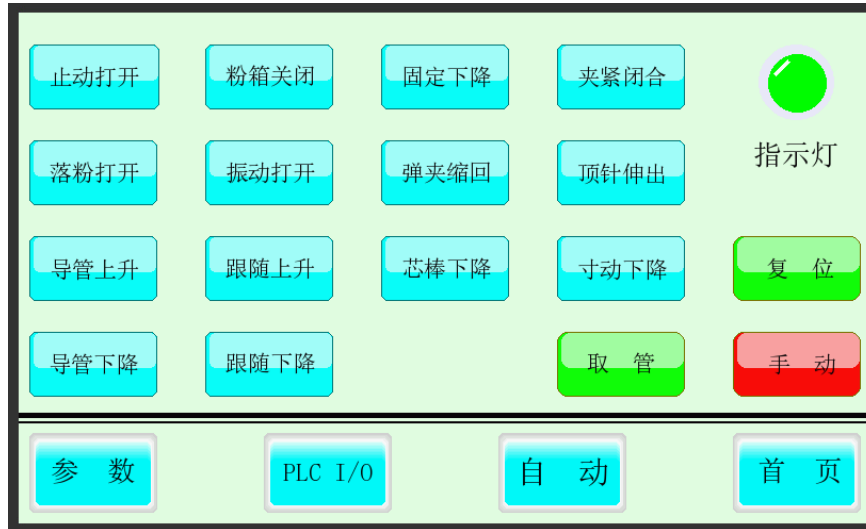 止动打开 粉箱关闭 固定下降 夹紧闭合
指示灯
落粉打开 振动打开 弹夹缩回 顶针伸出
导管上升 跟随上升 芯棒下降 寸动下降 复 位
导管下降 跟随下降 取 管 手 动
参 数 PLC I/O 自 动 首 页